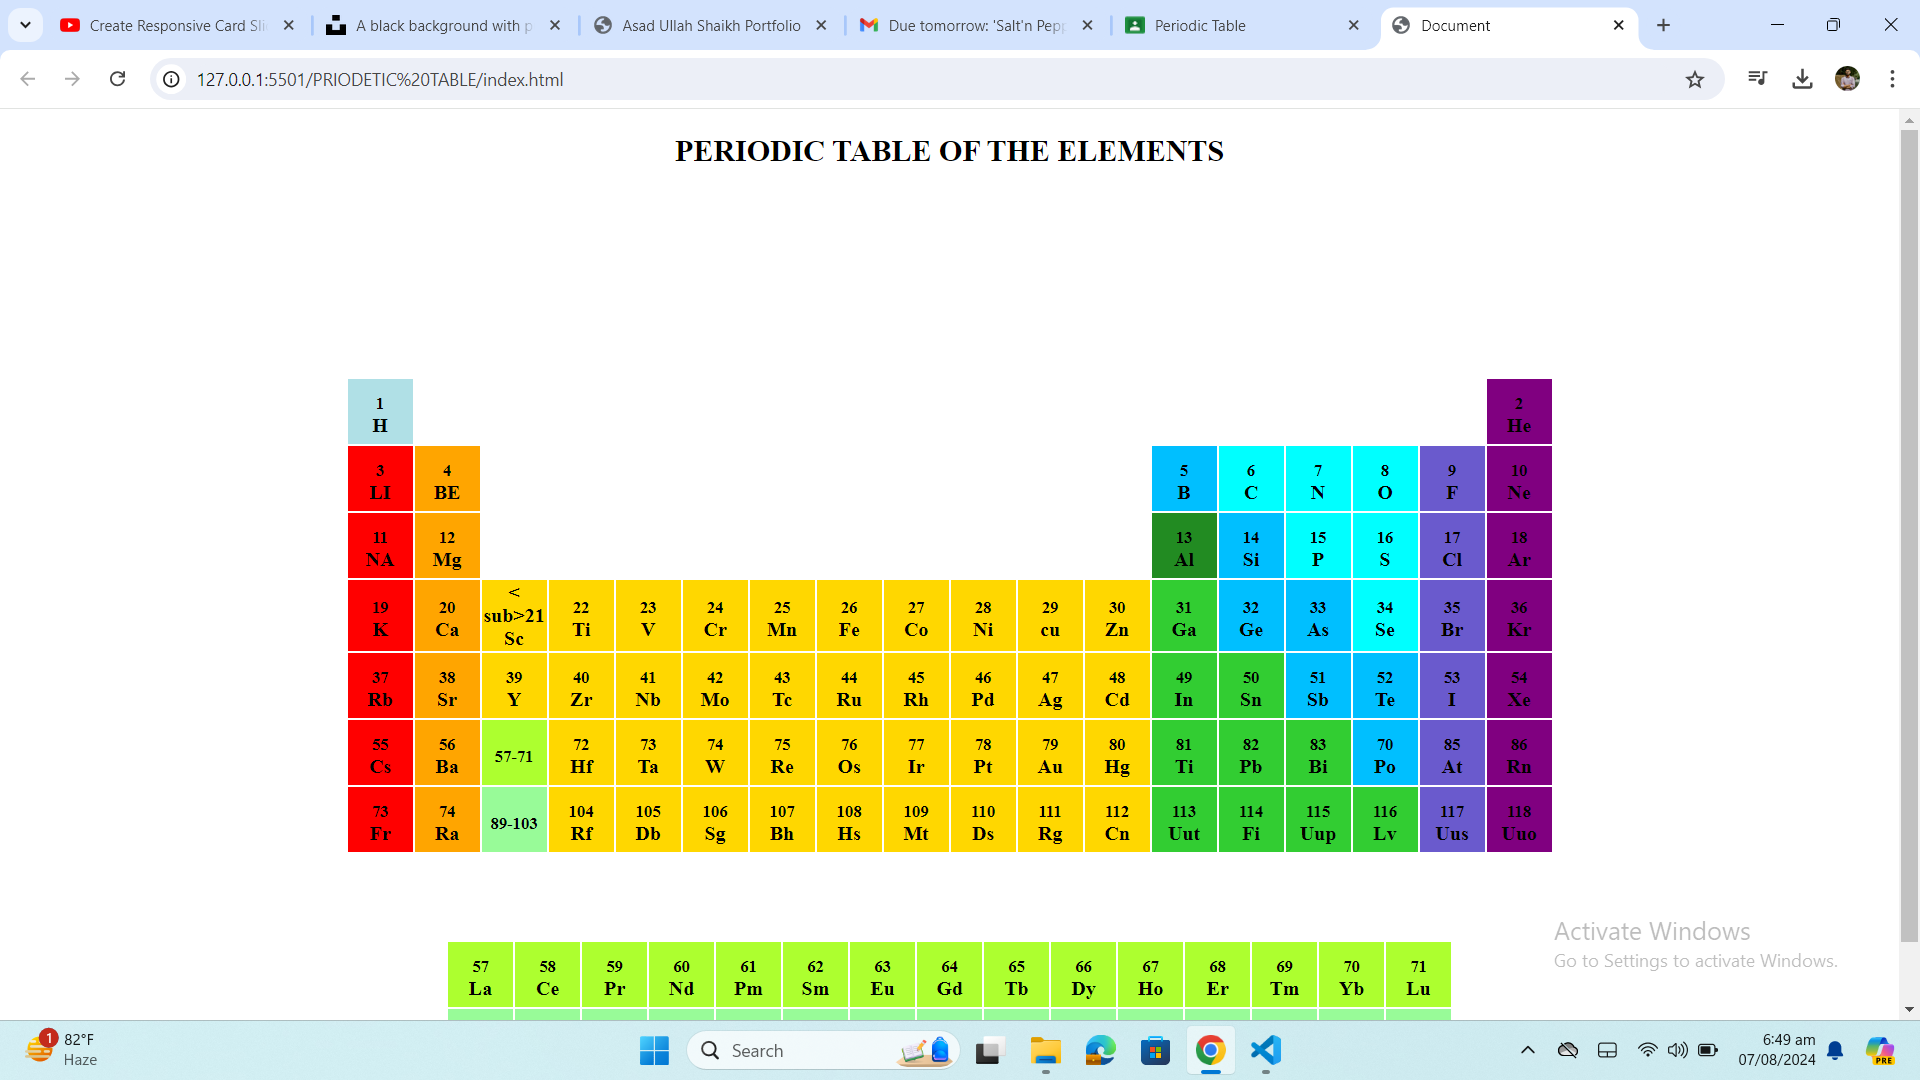 Create Responsive Card Sli
A black background with p
Asad Ullah Shaikh Portfolio
Due tomorrow: 'Salt'n Pepp
Periodic Table
Document
127.0.0.1:5501/PRIODETIC%20TABLE/index.html
PERIODIC TABLE OF THE ELEMENTS
1 2
H He
3 4 5 6 7 8 9 10
LI BE B C N O F Ne
11 12 13 14 15 16 17 18
NA Mg Al Si P S Cl Ar
<
19 20 sub>21 22 23 24 25 26 27 28 29 30 31 32 33 34 35 36
K Ca Sc Ti V Cr Mn Fe Co Ni cu Zn Ga Ge As Se Br Kr
37 38 39 40 41 42 43 44 45 46 47 48 49 50 51 52 53 54
Rb Sr Y Zr Nb Mo Tc Ru Rh Pd Ag Cd In Sn Sb Te I Xe
55 56 57-71 72 73 74 75 76 77 78 79 80 81 82 83 70 85 86
Cs Ba Hf Ta W Re Os Ir Pt Au Hg Ti Pb Bi Po At Rn
73 74 89-103 104 105 106 107 108 109 110 111 112 113 114 115 116 117 118
Fr Ra Rf Db Sg Bh Hs Mt Ds Rg Cn Uut Fi Uup Lv Uus Uuo
57 58 59 60 61 62 63 64 65 66 67 68 69 70 71
La Ce Pr Nd Pm Sm Eu Gd Tb Dy Ho Er Tm Yb Lu
Activate Windows
Go to Settings to activate Windows.
1
82°F
Haze
Search
6:49 am
07/08/2024
PRE